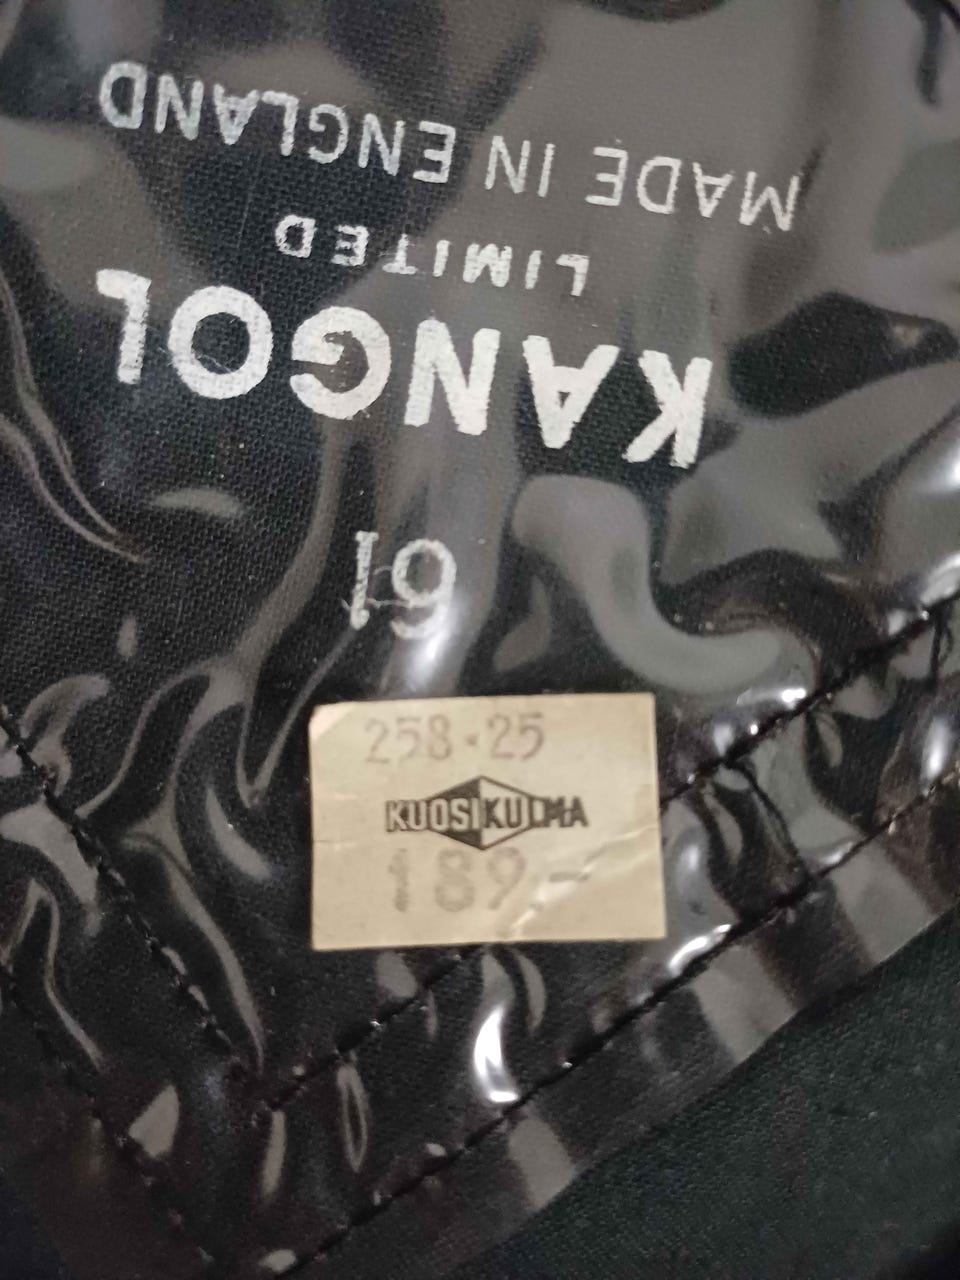 61
KANGOL
LIMITED
MADE IN ENGLAND
258.25
KUOSIKULMA
189.-